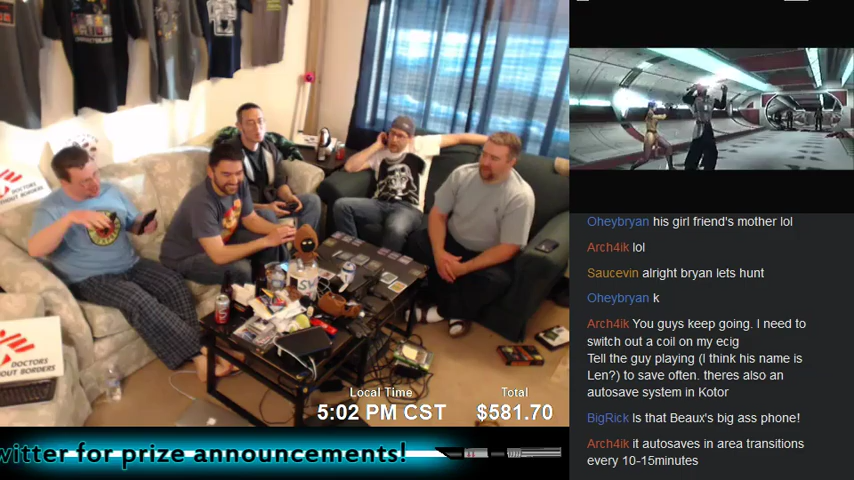 DOCTORS
WITHOUT BORDERS
DOCTORS
WITHOUT BORDERS
Local Time
5:02 PM CST
Total
$581.70
witter for prize announcements!
Oheybryan his girl friend's mother lol
Arch4ik lol
Saucevin alright bryan lets hunt
Oheybryan k
Arch4ik You guys keep going. I need to
switch out a coil on my ecig
Tell the guy playing (I think his name is
Len?) to save often. theres also an
autosave system in Kotor
BigRick Is that Beaux's big ass phone!
Arch4ik it autosaves in area transitions
every 10-15minutes